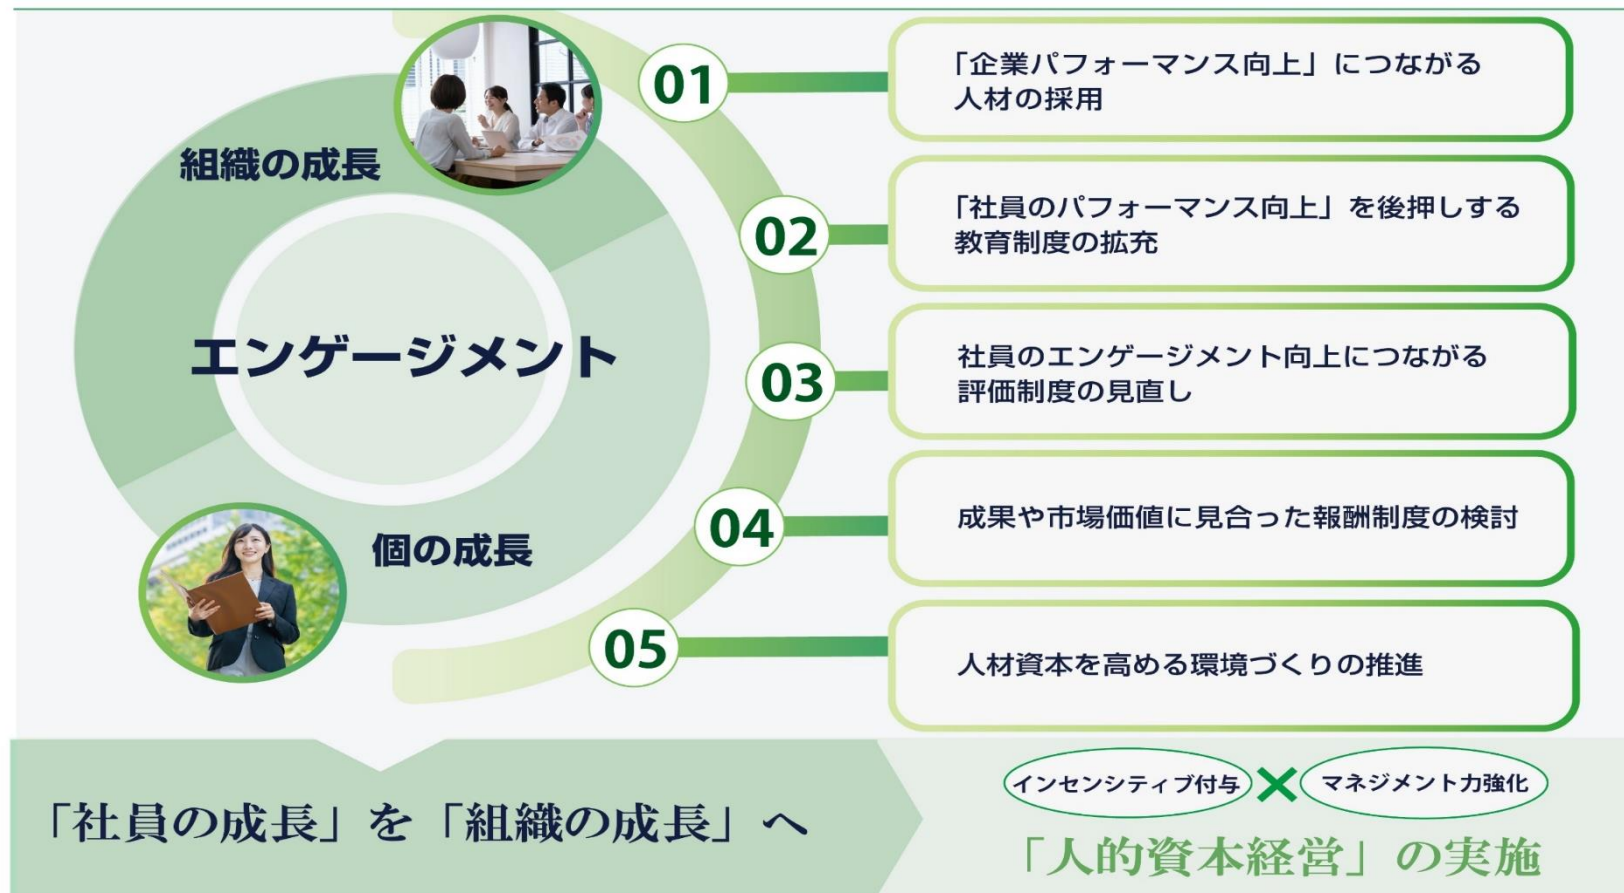 組織の成長
エンゲージメント
個の成長
01
「企業パフォーマンス向上」につながる
人材の採用
02
「社員のパフォーマンス向上」を後押しする
教育制度の拡充
03
社員のエンゲージメント向上につながる
評価制度の見直し
04
成果や市場価値に見合った報酬制度の検討
05
人材資本を高める環境づくりの推進
「社員の成長」を「組織の成長」へ
インセンシティブ付与 × マネジメント力強化
「人的資本経営」の実施